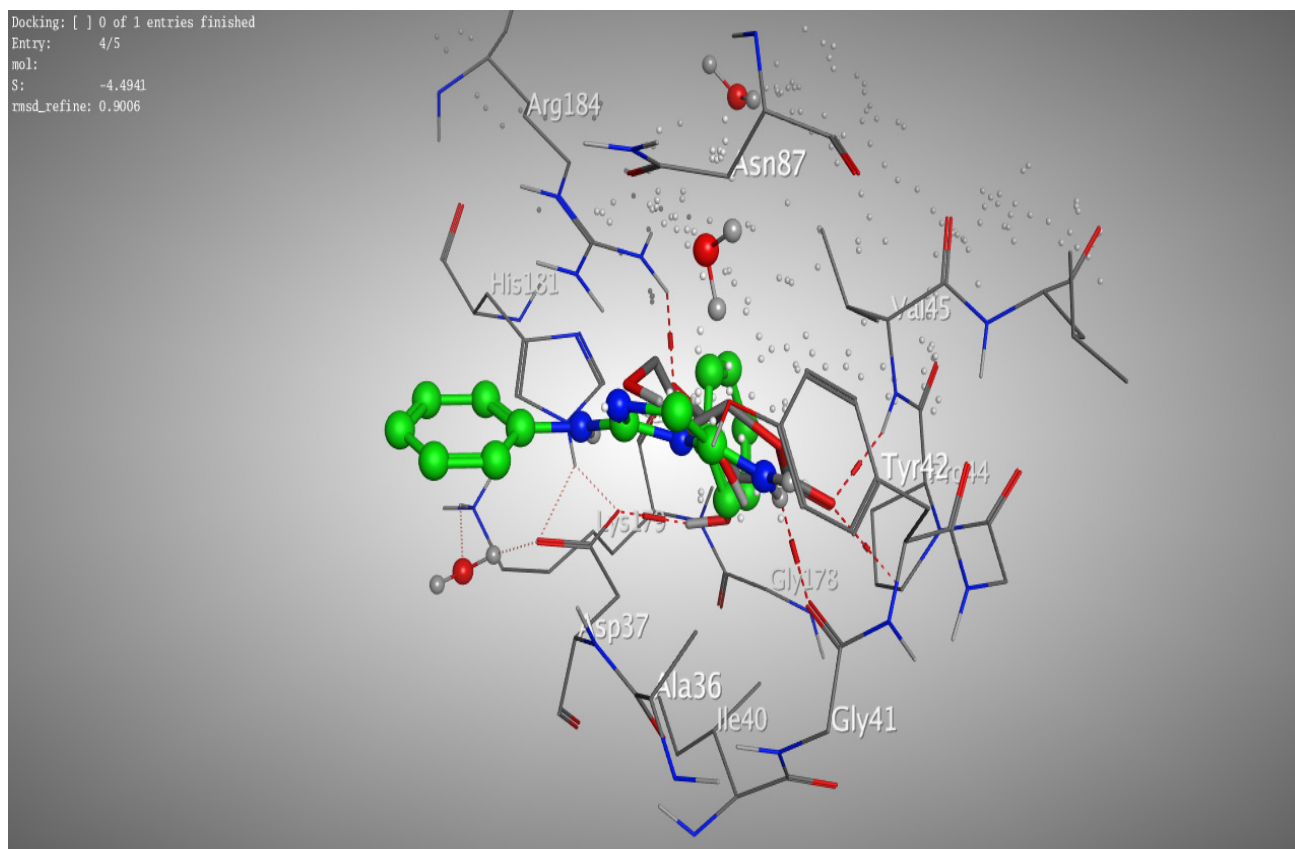 Docking: [ ] 0 of 1 entries finished
Entry: 4/5
mol:
S: -4.4941
rmsd_refine: 0.9006
Arg184
Asn87
His181
Val45
Tyr42
Lys179
Gly178
Asp37
Ala36
Ile40
Gly41